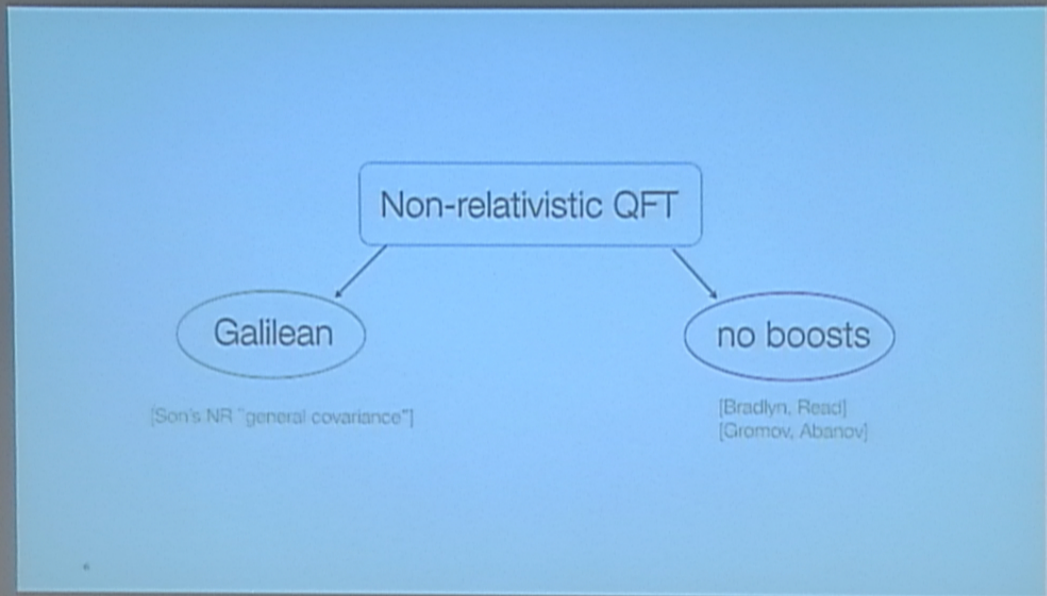 Non-relativistic QFT
Galilean
no boosts
[Son's NR "general covariance"]
[Bradlyn, Read]
[Gromov, Abanov]